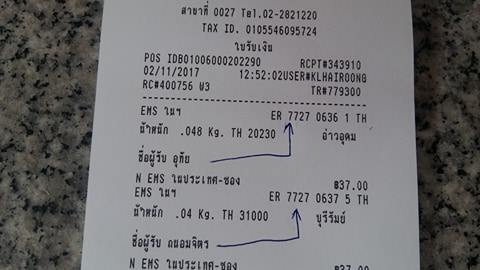 สาขาที่ 0027 Tel.02-2821220
TAX ID. 0105546095724
ใบรับเงิน
POS IDB01006000202290 RCPT#343910
02/11/2017 12:52:02USER#KLHAIROONG
RC#400756 ษ3 TR#779300
EMS ในฯ ER 7727 0636 1 TH
น้ำหนัก .048 Kg. TH 20230 อ่าวอุดม
ชื่อผู้รับ อุทัย
N EMS ในประเทศ-ซอง ฿37.00
EMS ในฯ ER 7727 0637 5 TH
น้ำหนัก .04 Kg. TH 31000 บุรีรัมย์
ชื่อผู้รับ ถนอมจิตร
N EMS ในประเทศ-ซอง ฿37.00